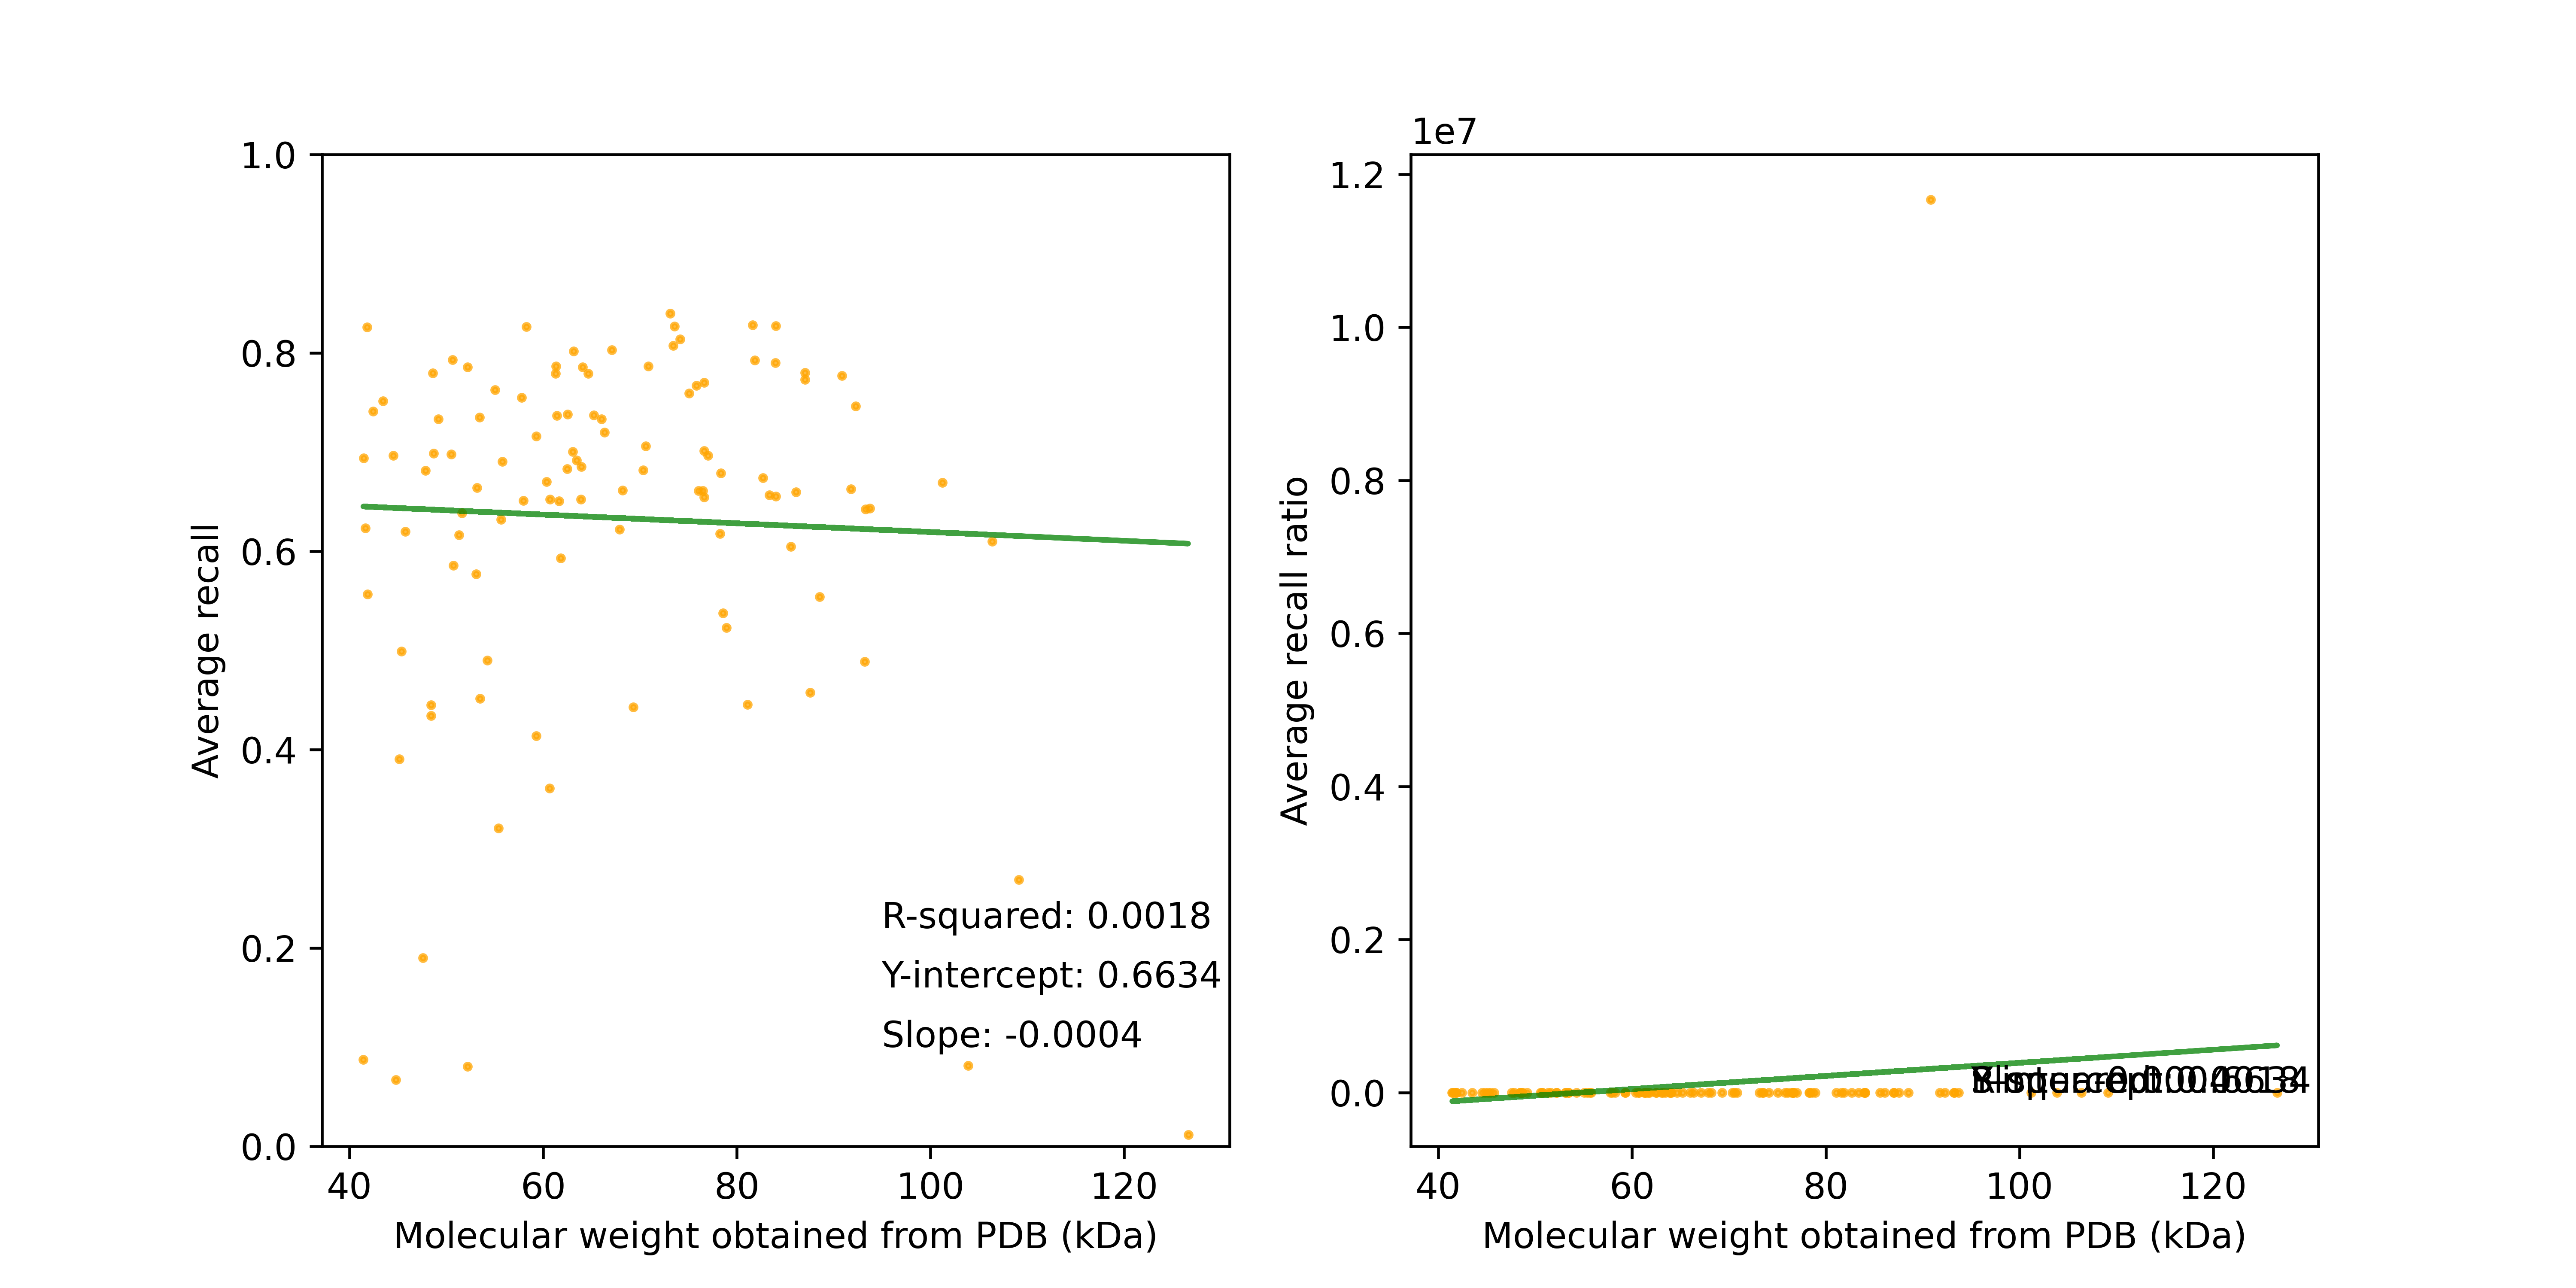 1.0
0.8
0.6
0.4
0.2
0.0
Average recall
R-squared: 0.0018
Y-intercept: 0.6634
Slope: -0.0004
40 60 80 100 120
Molecular weight obtained from PDB (kDa)
1e7
1.2
1.0
0.8
0.6
0.4
0.2
0.0
Average recall ratio
40 60 80 100 120
Molecular weight obtained from PDB (kDa)